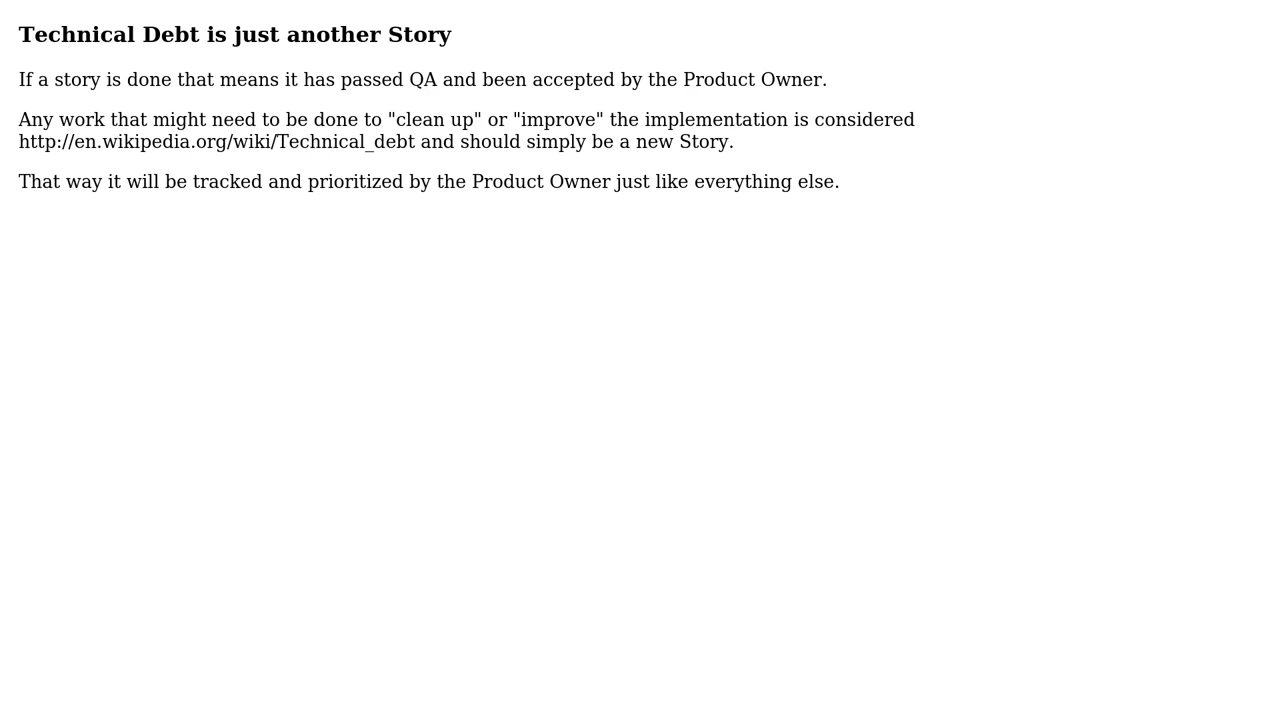 Technical Debt is just another Story
If a story is done that means it has passed QA and been accepted by the Product Owner.
Any work that might need to be done to "clean up" or "improve" the implementation is considered
http://en.wikipedia.org/wiki/Technical_debt and should simply be a new Story.
That way it will be tracked and prioritized by the Product Owner just like everything else.